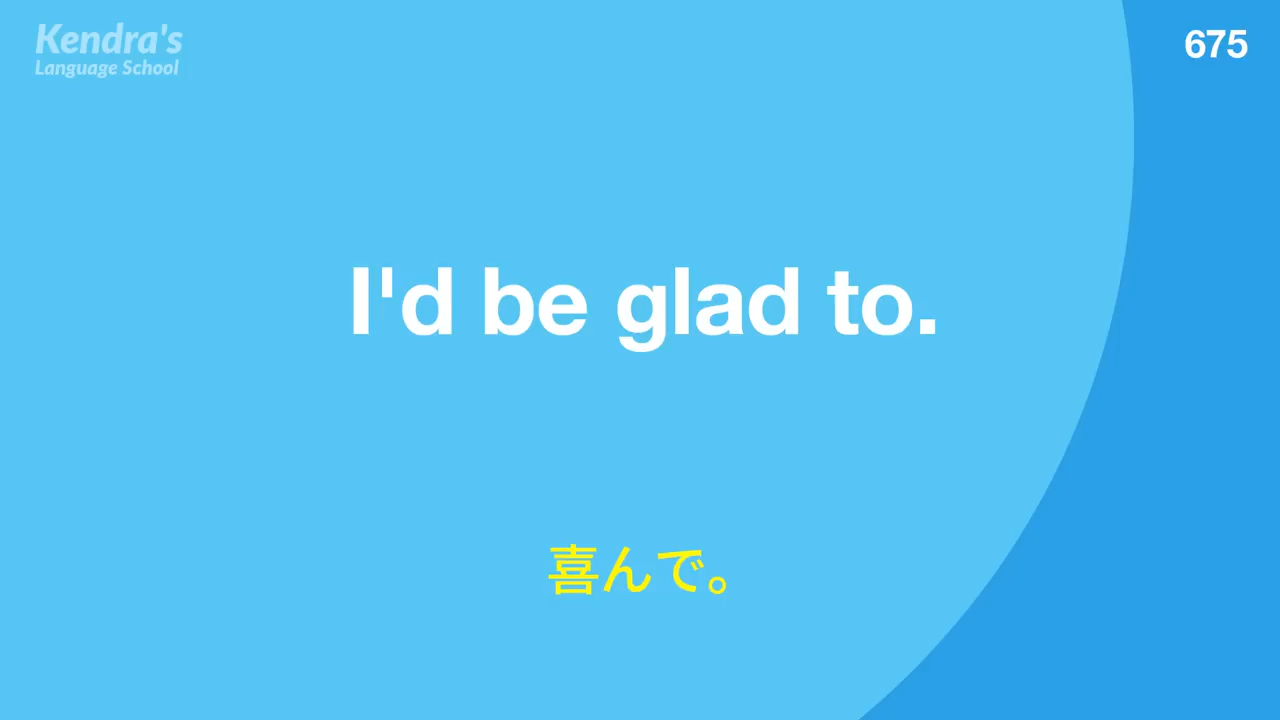 Kendra's
Language School
675
I'd be glad to.
喜んで。